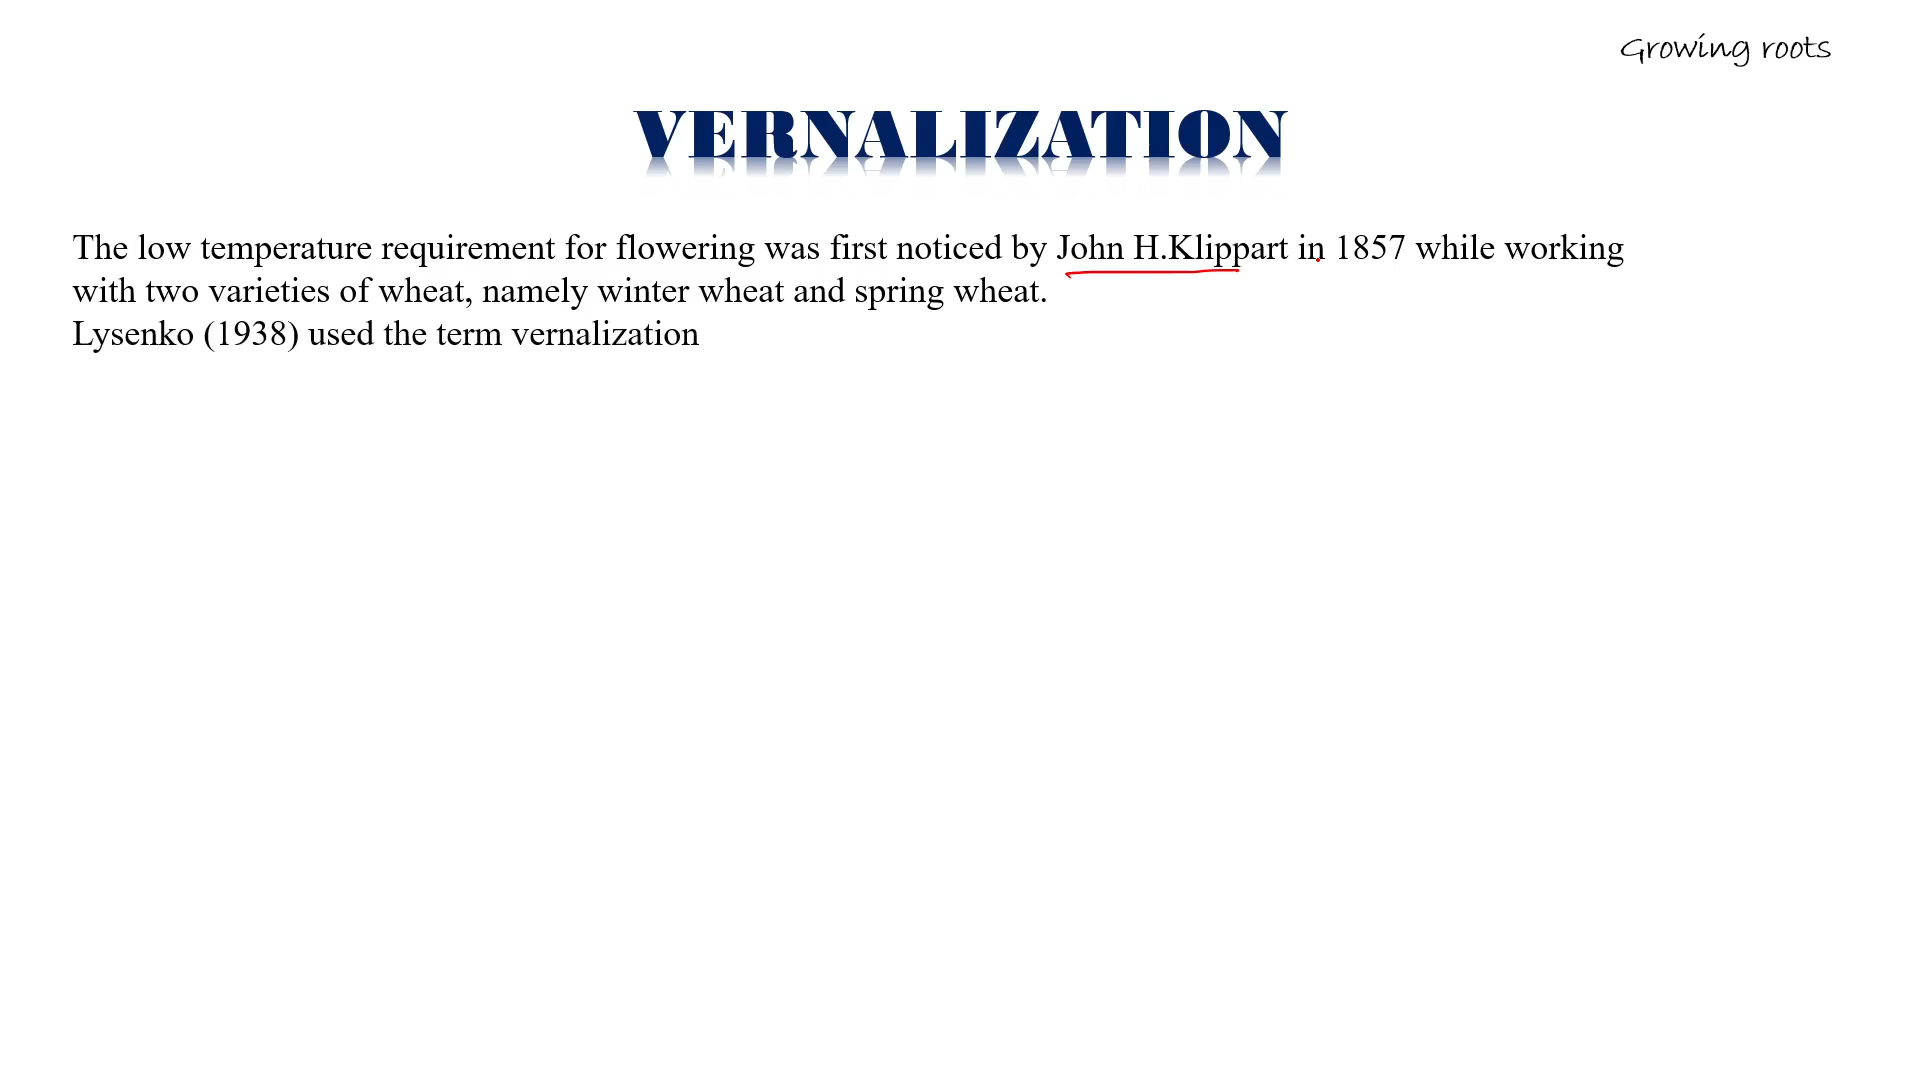 Growing roots
VERNALIZATION
The low temperature requirement for flowering was first noticed by John H.Klippart in 1857 while working
with two varieties of wheat, namely winter wheat and spring wheat.
Lysenko (1938) used the term vernalization